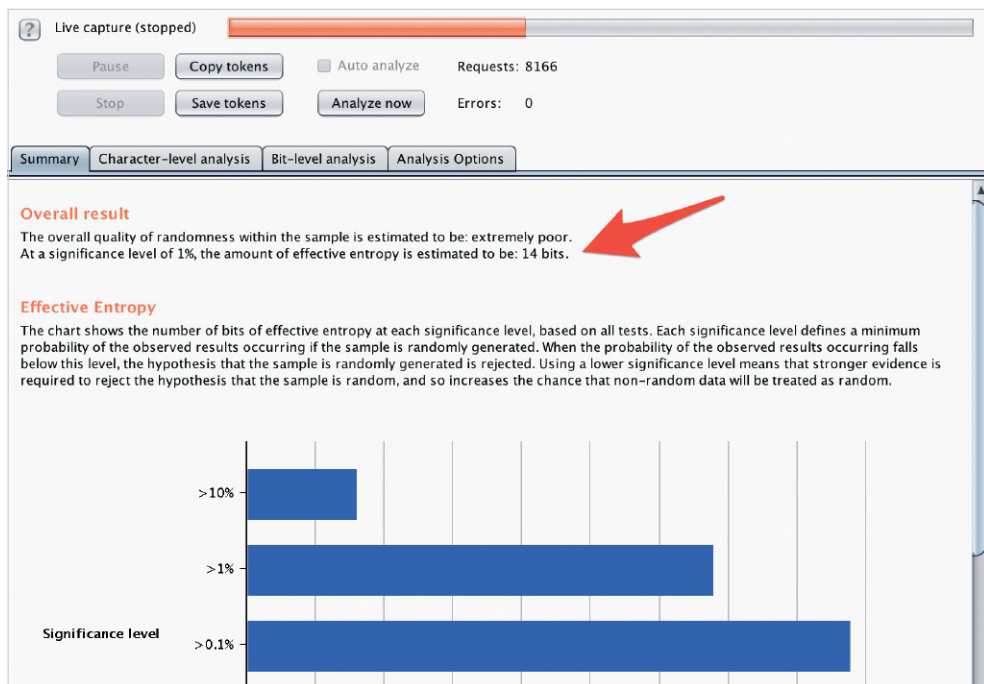 ?
Live capture (stopped)
Pause
Copy tokens
Auto analyze
Requests: 8166
Stop
Save tokens
Analyze now
Errors: 0
Summary
Character-level analysis
Bit-level analysis
Analysis Options
Overall result
The overall quality of randomness within the sample is estimated to be: extremely poor.
At a significance level of 1%, the amount of effective entropy is estimated to be: 14 bits.
Effective Entropy
The chart shows the number of bits of effective entropy at each significance level, based on all tests. Each significance level defines a minimum
probability of the observed results occurring if the sample is randomly generated. When the probability of the observed results occurring falls
below this level, the hypothesis that the sample is randomly generated is rejected. Using a lower significance level means that stronger evidence is
required to reject the hypothesis that the sample is random, and so increases the chance that non-random data will be treated as random.
>10%
>1%
Significance level
>0.1%